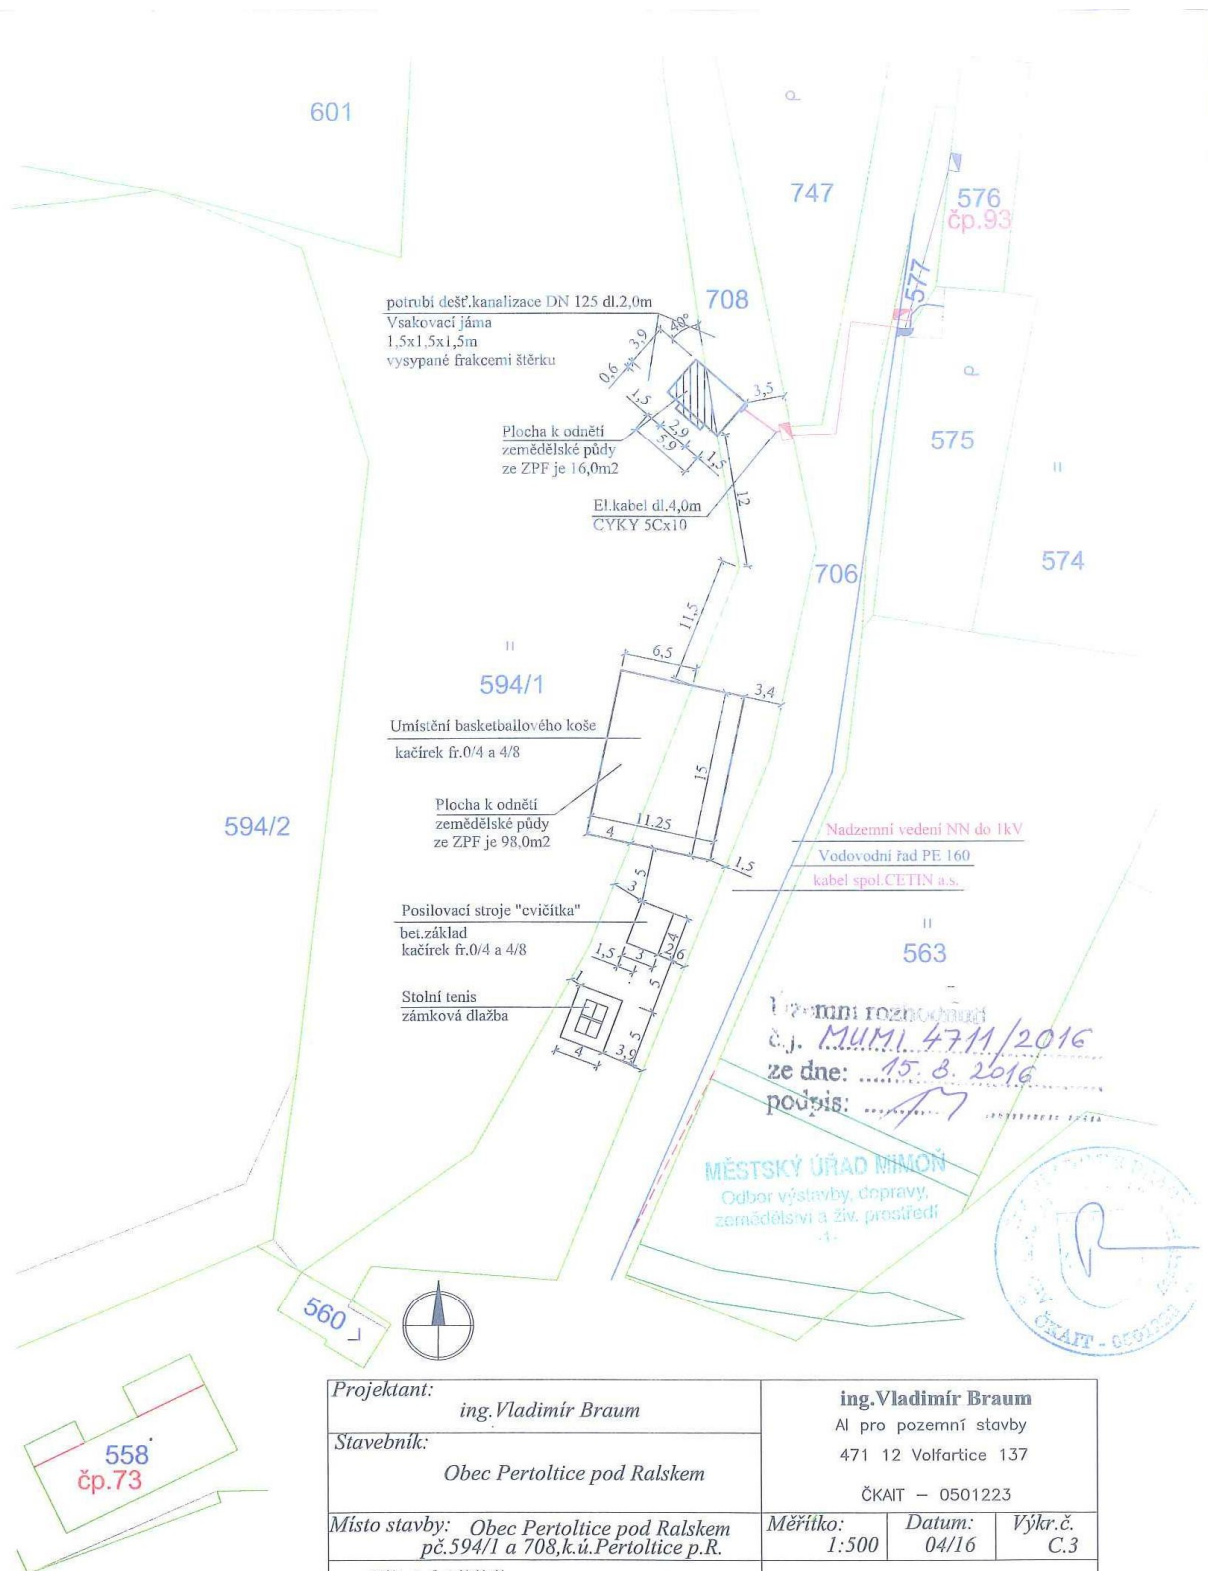 601
747
576
čp.93
577
708
potrubí dešť.kanalizace DN 125 dl.2,0m
Vsakovací jáma
1,5x1,5x1,5m
vysypané frakcemi štěrku
40°
3,9
0,6
1,5
3,5
2,9
5,9
1,5
Plocha k odnětí
zemědělské půdy
ze ZPF je 16,0m2
575
12
El.kabel dl.4,0m
CYKY 5Cx10
574
706
11,5
6,5
594/1
3,4
Umístění basketballového koše
kačírek fr.0/4 a 4/8
15
Plocha k odnětí
zemědělské půdy
ze ZPF je 98,0m2
11.25
4
594/2
Nadzemní vedení NN do 1kV
Vodovodní řad PE 160
kabel spol.CETIN a.s.
1,5
5
3
Posilovací stroje "cvičítka"
bet.základ
kačírek fr.0/4 a 4/8
4
1,5
3
2,6
563
Stolní tenis
zámková dlažba
1
5
5
4
3,9
Územní rozhodnutí
č.j. MUMI 4711/2016
ze dne: 15. 8. 2016
podpis:
MĚSTSKÝ ÚŘAD MIMOŇ
Odbor výstavby, dopravy,
zemědělství a živ. prostředí
-1-
ČKAIT - 0501223
560
558
čp.73
Projektant:
ing.Vladimír Braum
Stavebník:
Obec Pertoltice pod Ralskem
Místo stavby: Obec Pertoltice pod Ralskem
pč.594/1 a 708,k.ú.Pertoltice p.R.
ing.Vladimír Braum
AI pro pozemní stavby
471 12 Volfartice 137
ČKAIT – 0501223
Měřítko:
1:500
Datum:
04/16
Výkr.č.
C.3